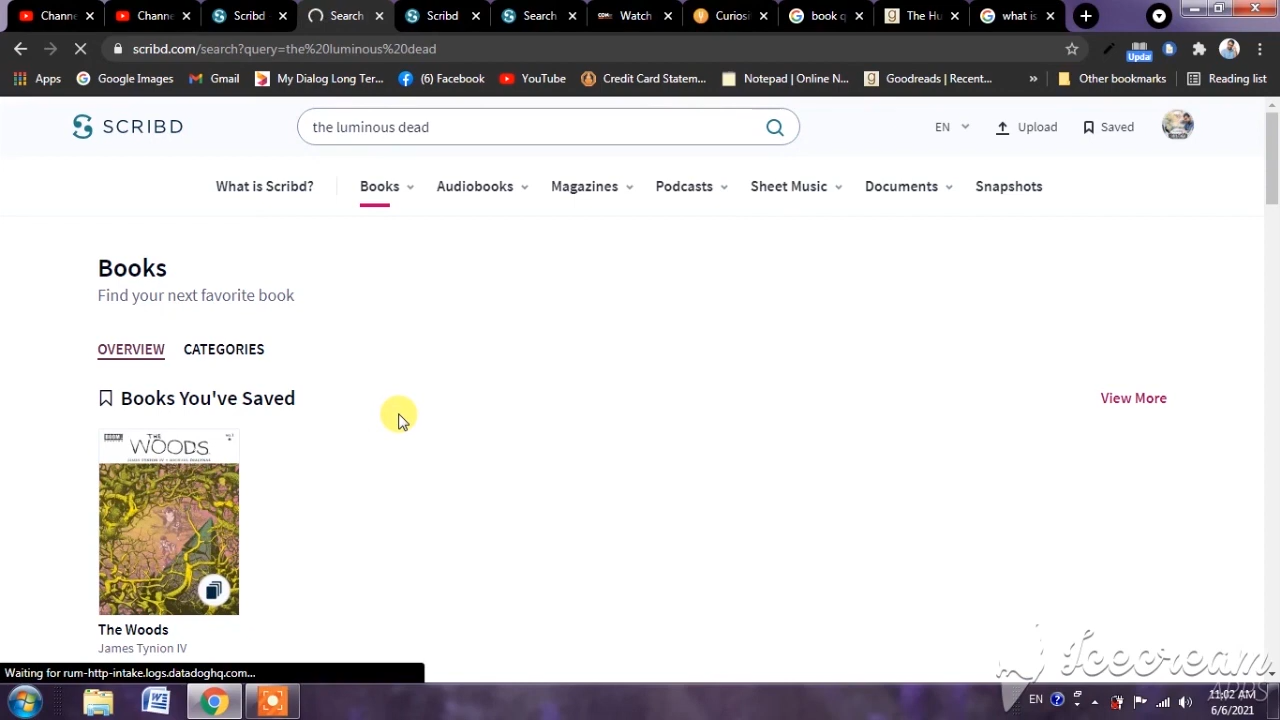 Channe
Channe
Scribd
Search
Scribd
Search
Watch
Curiosi
book q
The Hu
what is
scribd.com/search?query=the%20luminous%20dead
Upda
Apps
Google Images
Gmail
My Dialog Long Ter...
(6) Facebook
YouTube
Credit Card Statem...
Notepad | Online N...
Goodreads | Recent...
»
Other bookmarks
Reading list
SCRIBD
the luminous dead
EN
Upload
Saved
What is Scribd?
Books
Audiobooks
Magazines
Podcasts
Sheet Music
Documents
Snapshots
Books
Find your next favorite book
OVERVIEW
CATEGORIES
Books You've Saved
View More
THE
WOODS
The Woods
James Tynion IV
Waiting for rum-http-intake.logs.datadoghq.com...
Icecream
APPS
EN
11:02 AM
6/6/2021